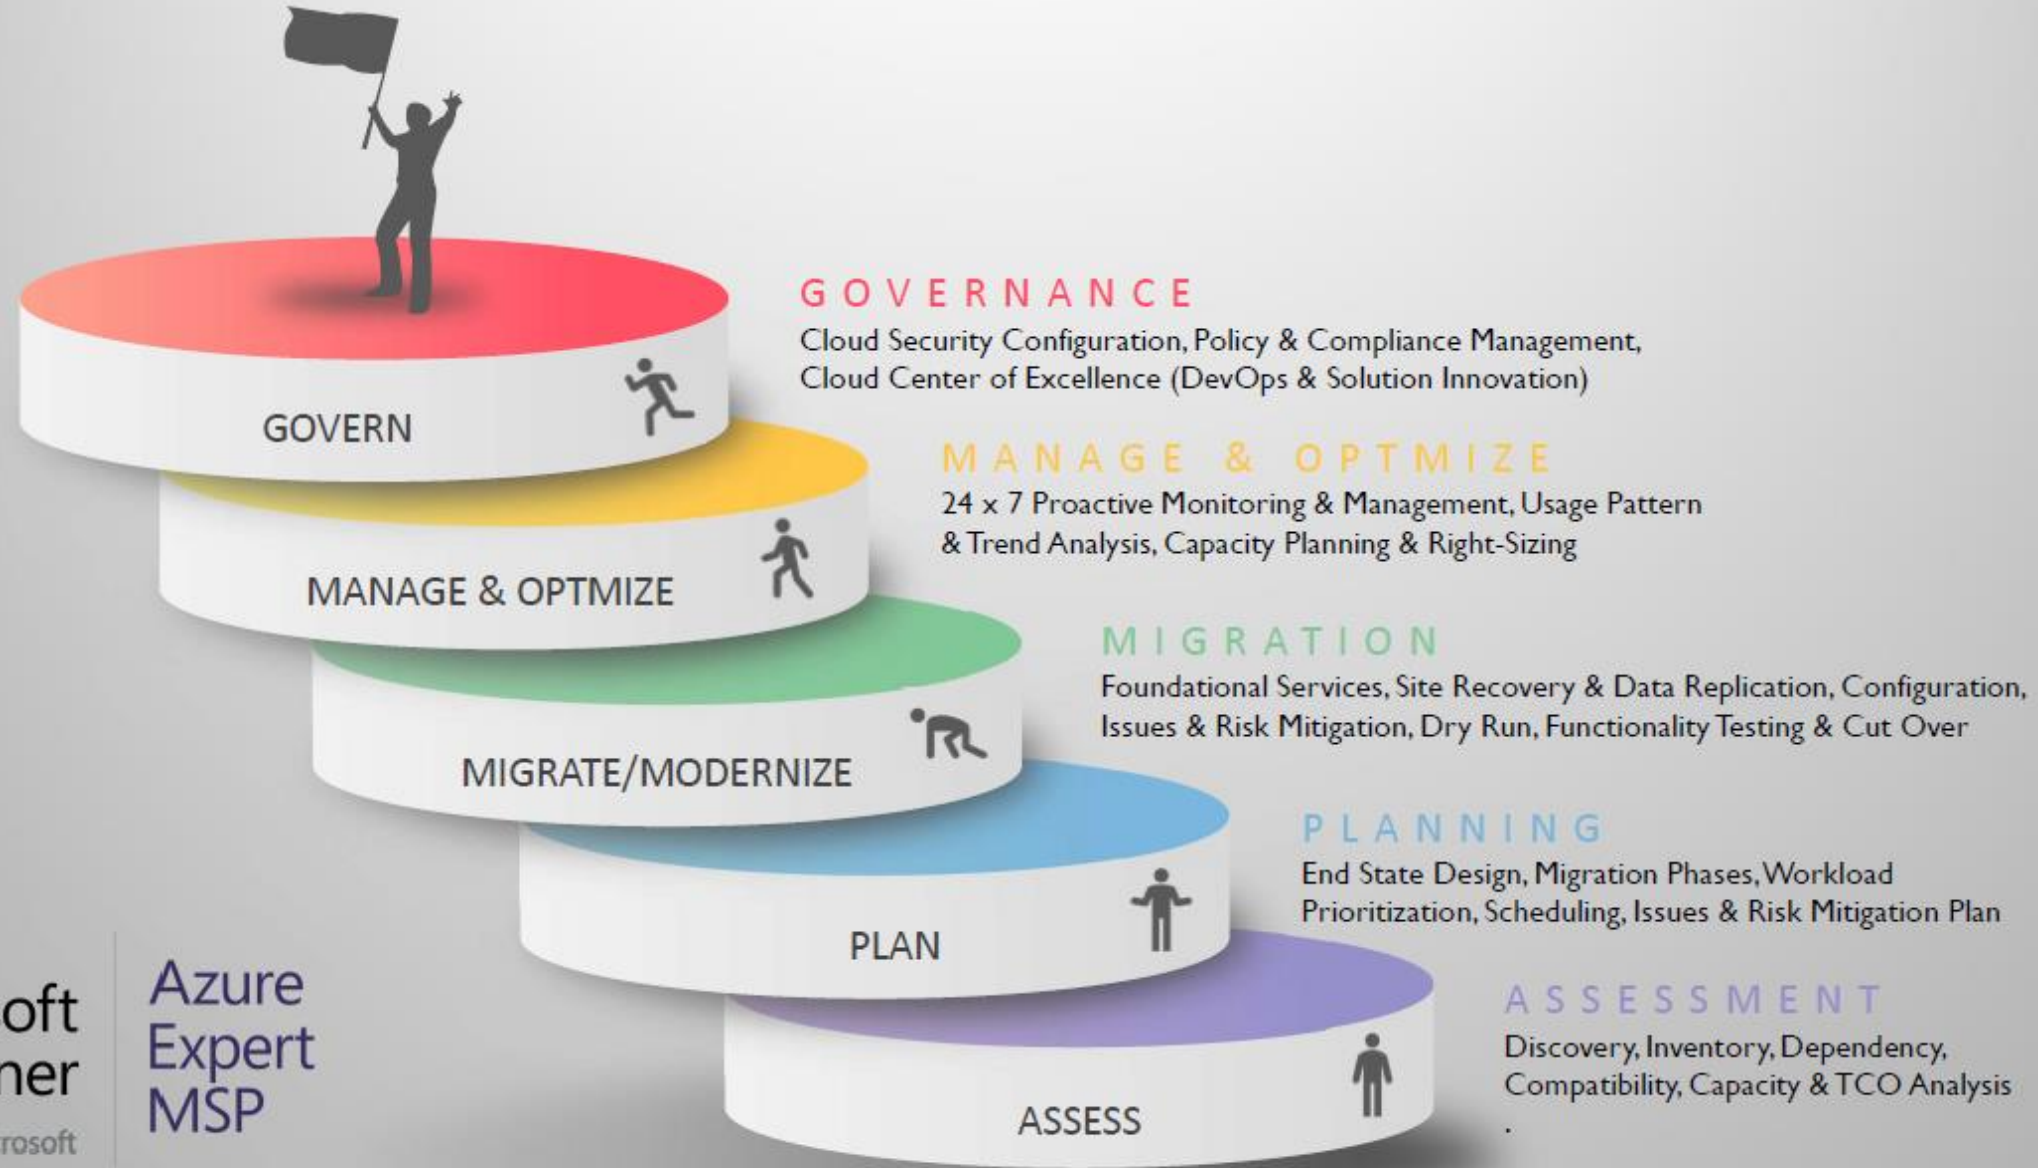 GOVERNANCE
Cloud Security Configuration, Policy & Compliance Management,
Cloud Center of Excellence (DevOps & Solution Innovation)
GOVERN
MANAGE & OPTMIZE
24 x 7 Proactive Monitoring & Management, Usage Pattern
& Trend Analysis, Capacity Planning & Right-Sizing
MANAGE & OPTMIZE
MIGRATION
Foundational Services, Site Recovery & Data Replication, Configuration,
Issues & Risk Mitigation, Dry Run, Functionality Testing & Cut Over
MIGRATE/MODERNIZE
PLANNING
End State Design, Migration Phases, Workload
Prioritization, Scheduling, Issues & Risk Mitigation Plan
PLAN
ASSESSMENT
Discovery, Inventory, Dependency,
Compatibility, Capacity & TCO Analysis
.
ASSESS
oft
ner
rosoft
Azure
Expert
MSP